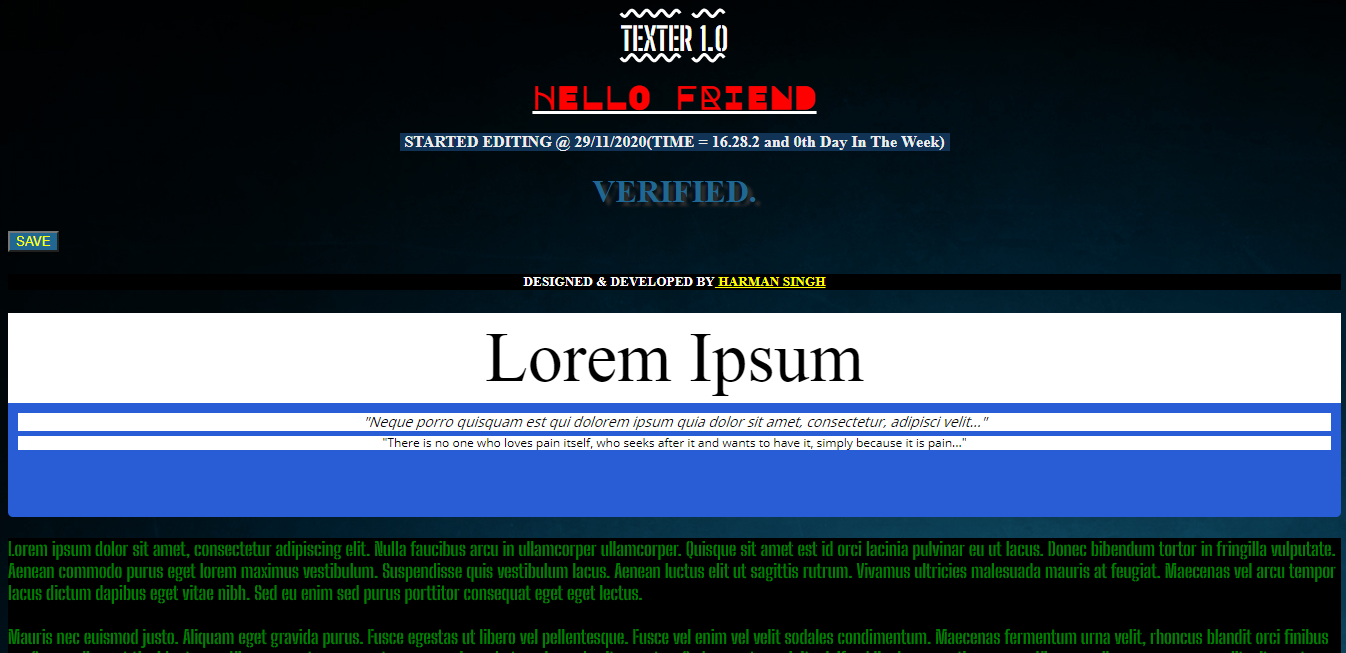 TEXTER 1.0
HELLO FRIEND
STARTED EDITING @ 29/11/2020(TIME = 16.28.2 and 0th Day In The Week)
VERIFIED.
SAVE
DESIGNED & DEVELOPED BY HARMAN SINGH
Lorem Ipsum
"Neque porro quisquam est qui dolorem ipsum quia dolor sit amet, consectetur, adipisci velit..."
"There is no one who loves pain itself, who seeks after it and wants to have it, simply because it is pain..."
Lorem ipsum dolor sit amet, consectetur adipiscing elit. Nulla faucibus arcu in ullamcorper ullamcorper. Quisque sit amet est id orci lacinia pulvinar eu ut lacus. Donec bibendum tortor in fringilla vulputate.
Aenean commodo purus eget lorem maximus vestibulum. Suspendisse quis vestibulum lacus. Aenean luctus elit ut sagittis rutrum. Vivamus ultricies malesuada mauris at feugiat. Maecenas vel arcu tempor
lacus dictum dapibus eget vitae nibh. Sed eu enim sed purus porttitor consequat eget eget lectus.
Mauris nec euismod justo. Aliquam eget gravida purus. Fusce egestas ut libero vel pellentesque. Fusce vel enim vel velit sodales condimentum. Maecenas fermentum urna velit, rhoncus blandit orci finibus